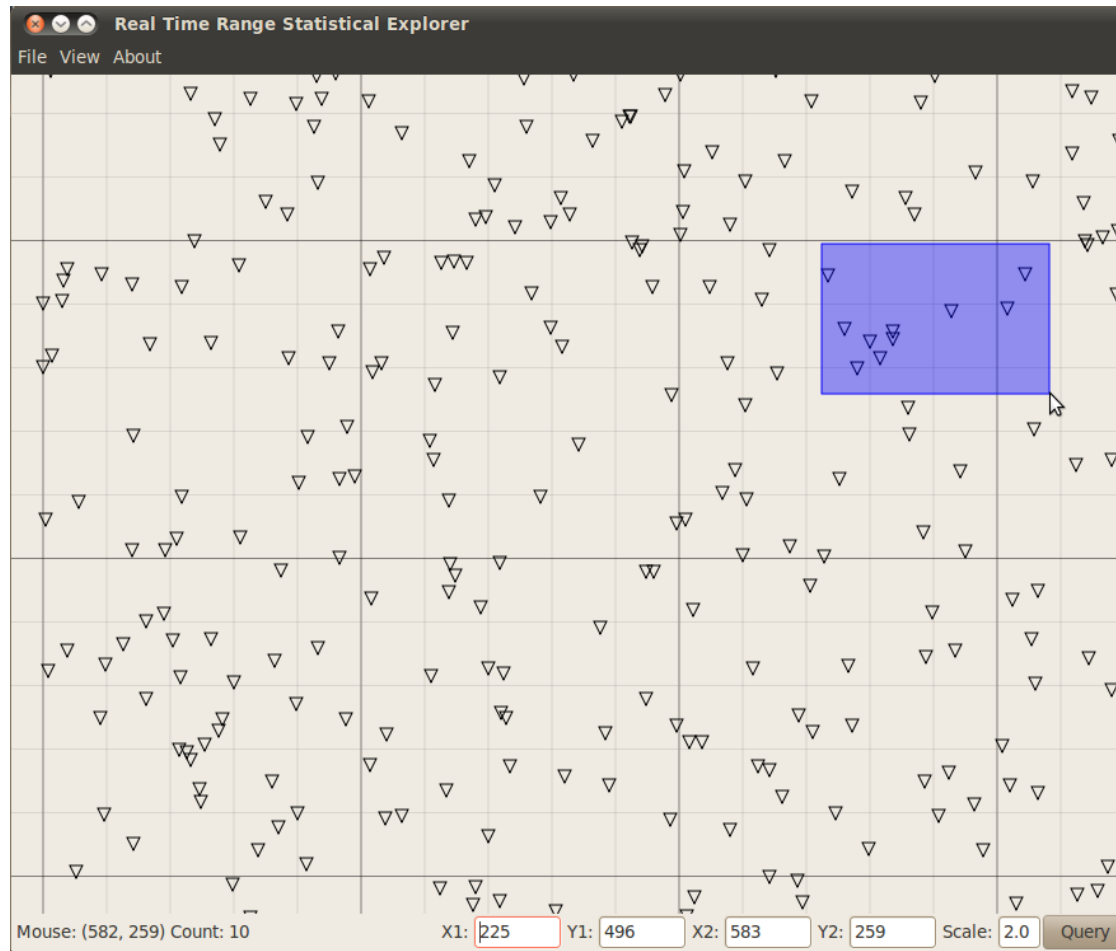 Real Time Range Statistical Explorer
File View About
Mouse: (582, 259) Count: 10 X1: 225 Y1: 496 X2: 583 Y2: 259 Scale: 2.0 Query